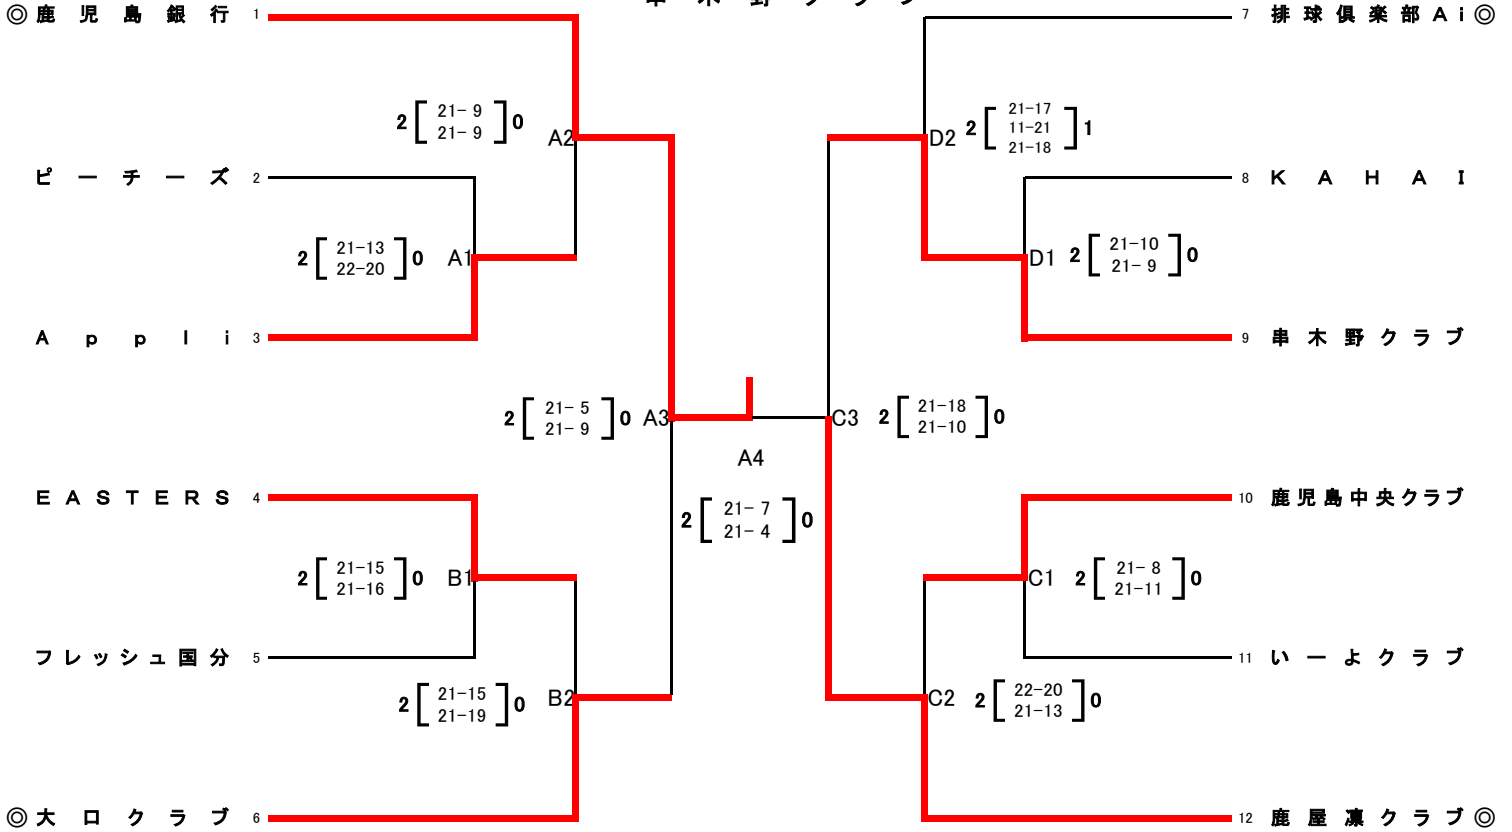 串木野クラブ
◎ 鹿児島銀行 1
7 排球倶楽部Ai ◎
2 [ 21- 9 ] 0
21- 9
A2
D2 2 [ 21-17 ] 1
11-21
21-18
ピーチーズ 2
8 KAHAI
2 [ 21-13 ] 0 A1
22-20
D1 2 [ 21-10 ] 0
21- 9
Appli 3
9 串木野クラブ
2 [ 21- 5 ] 0 A3
21- 9
C3 2 [ 21-18 ] 0
21-10
A4
2 [ 21- 7 ] 0
21- 4
EASTERS 4
10 鹿児島中央クラブ
2 [ 21-15 ] 0 B1
21-16
C1 2 [ 21- 8 ] 0
21-11
フレッシュ国分 5
11 いーよクラブ
2 [ 21-15 ] 0 B2
21-19
C2 2 [ 22-20 ] 0
21-13
◎ 大口クラブ 6
12 鹿屋凛クラブ ◎